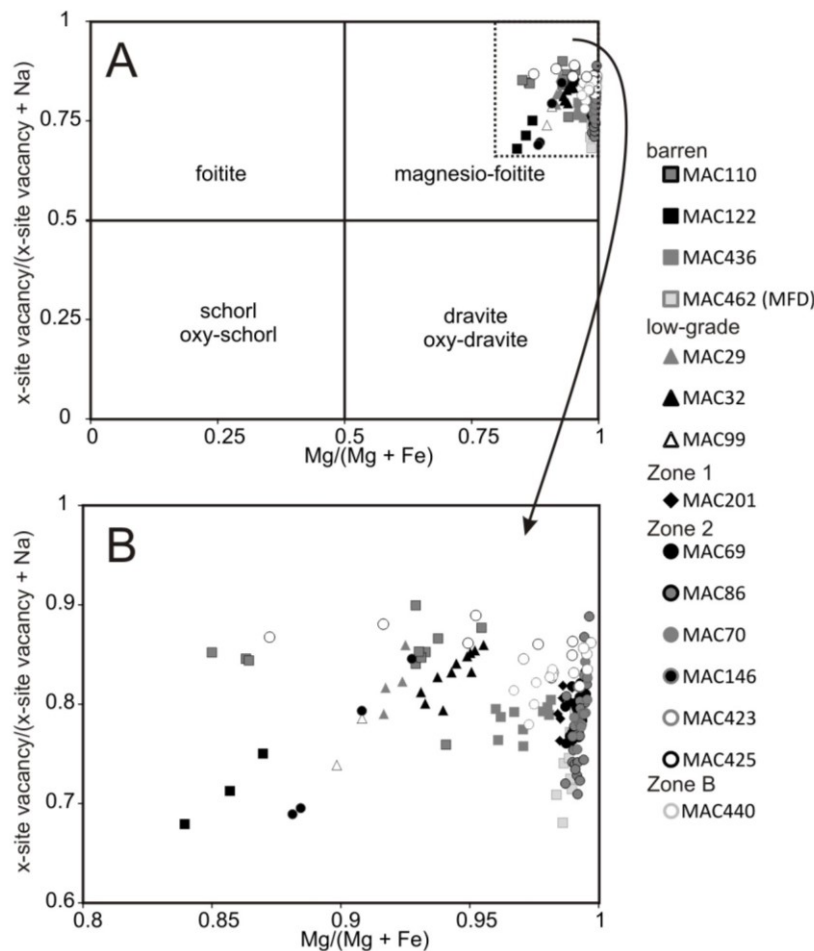 A
1
0.75
0.5
0.25
0
x-site vacancy/(x-site vacancy + Na)
foitite
magnesio-foitite
schorl
oxy-schorl
dravite
oxy-dravite
0
0.25
0.5
0.75
1
Mg/(Mg + Fe)
B
1
0.9
0.8
0.7
0.6
x-site vacancy/(x-site vacancy + Na)
0.8
0.85
0.9
0.95
1
Mg/(Mg + Fe)
barren
MAC110
MAC122
MAC436
MAC462 (MFD)
low-grade
MAC29
MAC32
MAC99
Zone 1
MAC201
Zone 2
MAC69
MAC86
MAC70
MAC146
MAC423
MAC425
Zone B
MAC440